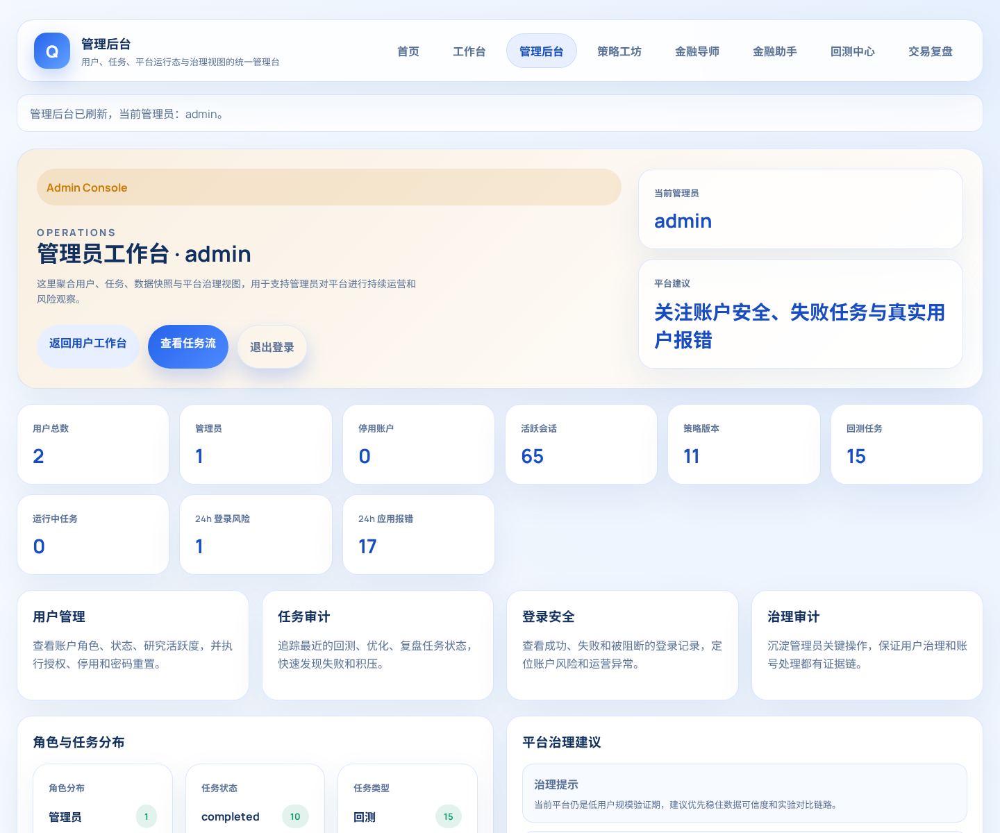 Q
管理后台
用户、任务、平台运行态与治理视图的统一管理台
首页
工作台
管理后台
策略工坊
金融导师
金融助手
回测中心
交易复盘
管理后台已刷新，当前管理员：admin。
Admin Console
OPERATIONS
管理员工作台 · admin
这里聚合用户、任务、数据快照与平台治理视图，用于支持管理员对平台进行持续运营和
风险观察。
返回用户工作台
查看任务流
退出登录
当前管理员
admin
平台建议
关注账户安全、失败任务与真实用
户报错
用户总数
2
管理员
1
停用账户
0
活跃会话
65
策略版本
11
回测任务
15
运行中任务
0
24h 登录风险
1
24h 应用报错
17
用户管理
查看账户角色、状态、研究活跃度，并执
行授权、停用和密码重置。
任务审计
追踪最近的回测、优化、复盘任务状态，
快速发现失败和积压。
登录安全
查看成功、失败和被阻断的登录记录，定
位账户风险和运营异常。
治理审计
沉淀管理员关键操作，保证用户治理和账
号处理都有证据链。
角色与任务分布
角色分布
管理员
1
任务状态
completed
10
任务类型
回测
15
平台治理建议
治理提示
当前平台仍是低用户规模验证期，建议优先稳住数据可信度和实验对比链路。